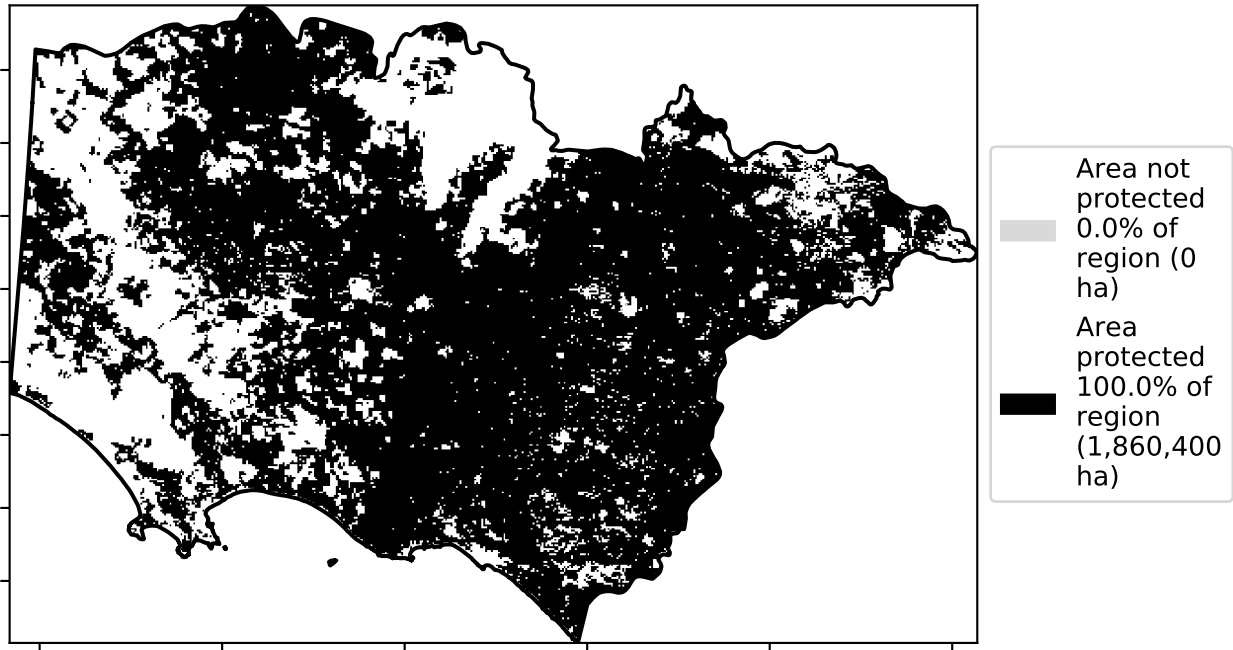 Area not
protected
0.0% of
region (0
ha)
Area
protected
100.0% of
region
(1,860,400
ha)